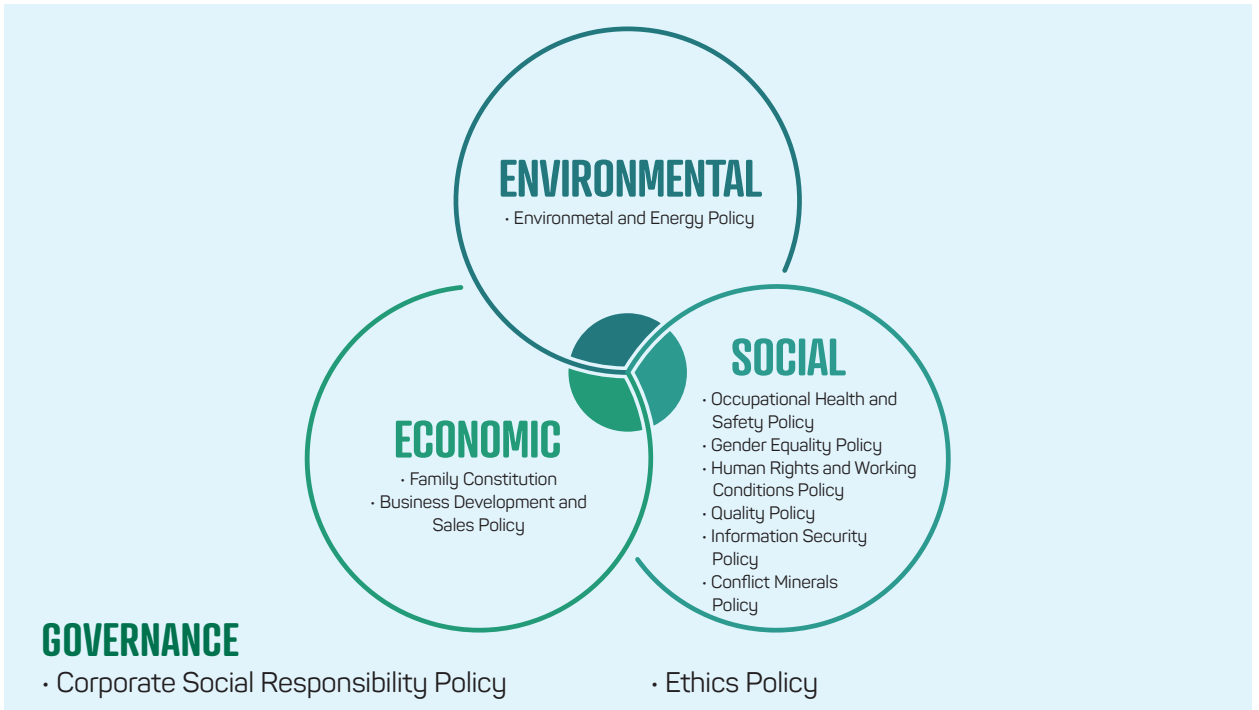 ENVIRONMENTAL
· Environmetal and Energy Policy
SOCIAL
· Occupational Health and
Safety Policy
· Gender Equality Policy
· Human Rights and Working
Conditions Policy
· Quality Policy
· Information Security
Policy
· Conflict Minerals
Policy
ECONOMIC
· Family Constitution
· Business Development and
Sales Policy
GOVERNANCE
· Corporate Social Responsibility Policy
· Ethics Policy